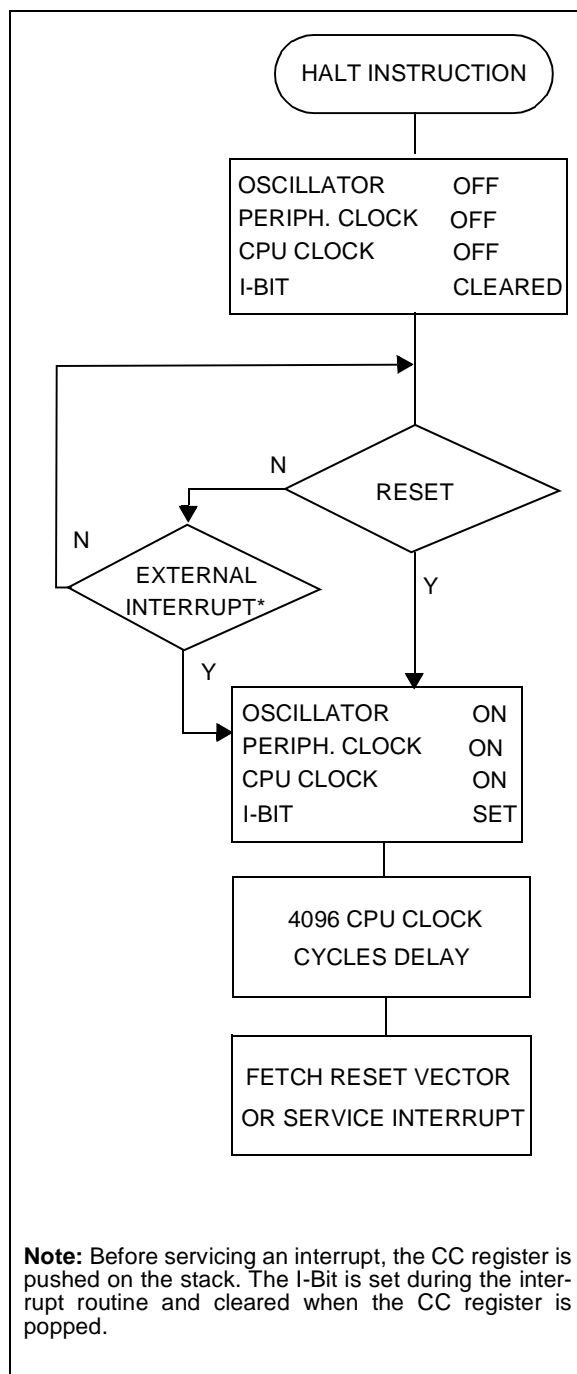 HALT INSTRUCTION
OSCILLATOR OFF
PERIPH. CLOCK OFF
CPU CLOCK OFF
I-BIT CLEARED
N
RESET
N
EXTERNAL
INTERRUPT*
Y
Y
OSCILLATOR ON
PERIPH. CLOCK ON
CPU CLOCK ON
I-BIT SET
4096 CPU CLOCK
CYCLES DELAY
FETCH RESET VECTOR
OR SERVICE INTERRUPT
Note: Before servicing an interrupt, the CC register is
pushed on the stack. The I-Bit is set during the inter-
rupt routine and cleared when the CC register is
popped.